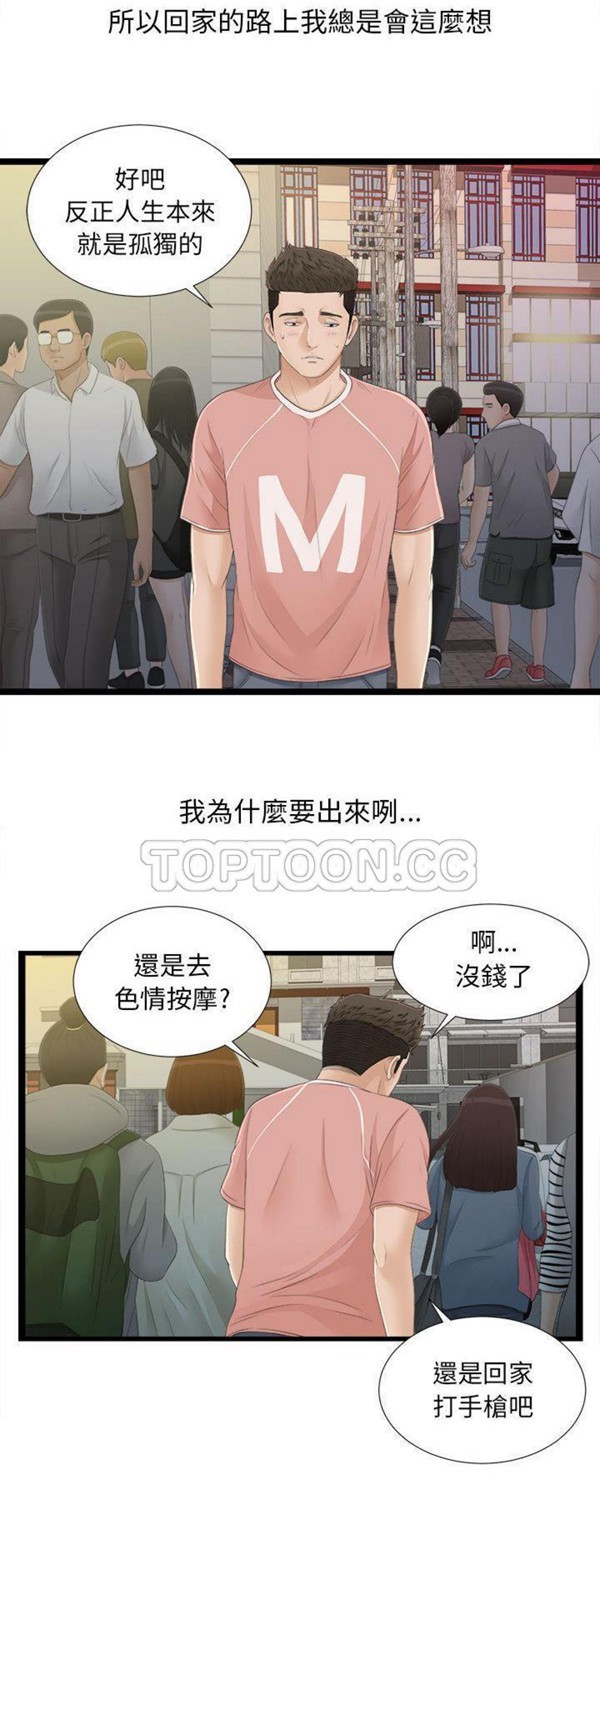 所以回家的路上我總是會這麼想
好吧
反正人生本來
就是孤獨的
M
我為什麼要出來咧...
TOPTOON.CC
還是去
色情按摩?
啊...
沒錢了
還是回家
打手槍吧